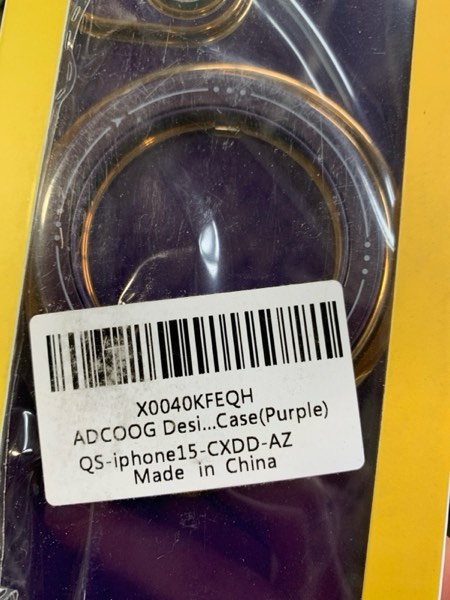 X0040KFEQH
ADCOOG Desi...Case(Purple)
QS-iphone15-CXDD-AZ
Made in China